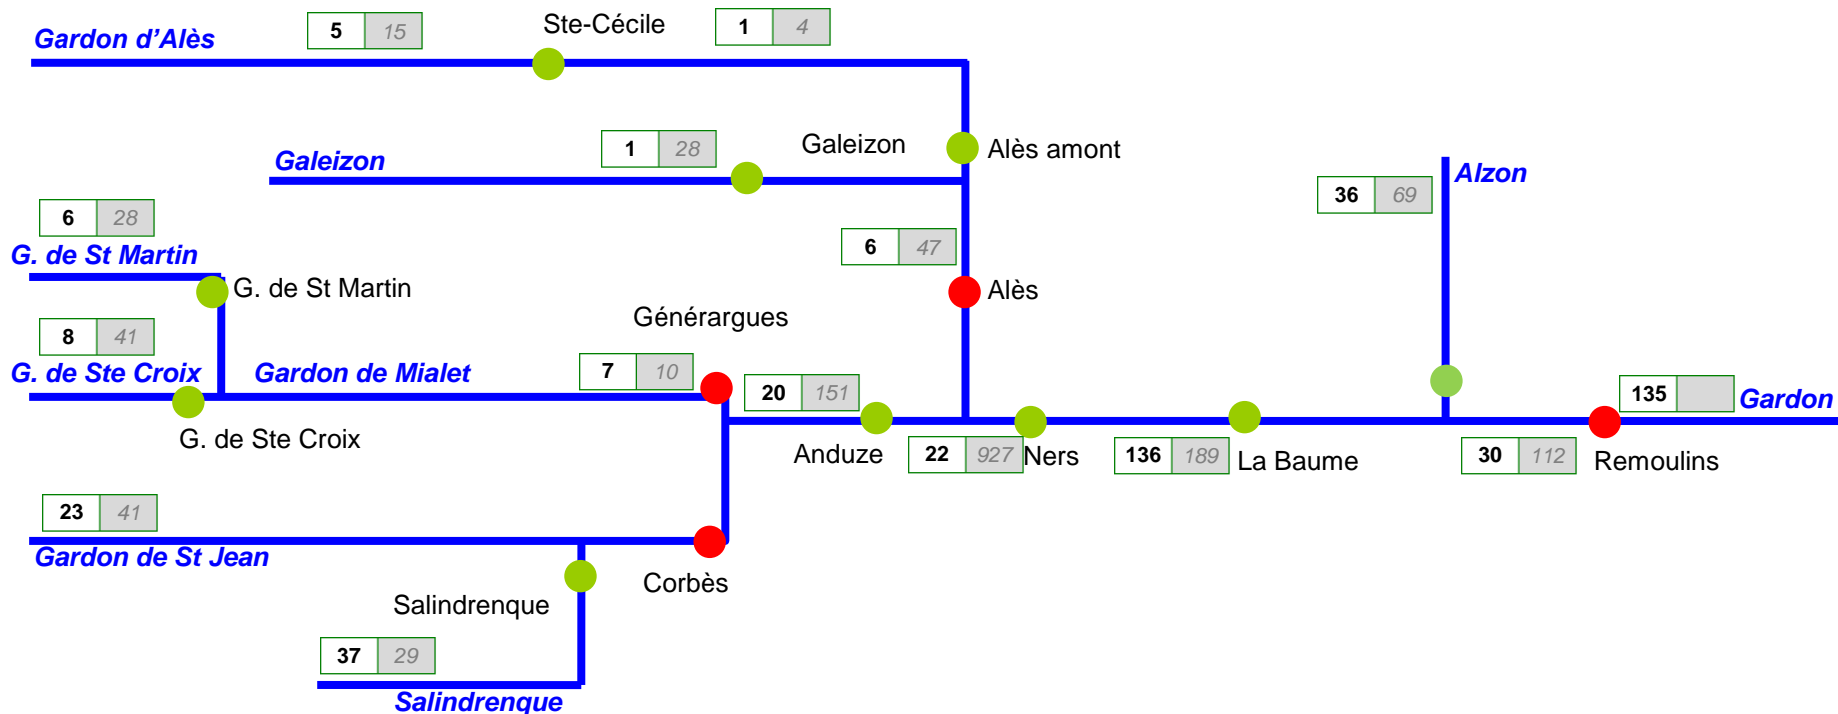 Gardon d'Alès
5 15
Ste-Cécile
1 4
Galeizon
1 28
Galeizon
Alès amont
Alzon
36 69
6 28
G. de St Martin
G. de St Martin
6 47
Alès
8 41
G. de Ste Croix
Gardon de Mialet
Générargues
7 10
G. de Ste Croix
20 151
Anduze
22 927
Ners
136 189
La Baume
30 112
Remoulins
135
Gardon
23 41
Gardon de St Jean
Corbès
Salindrenque
37 29
Salindrenque